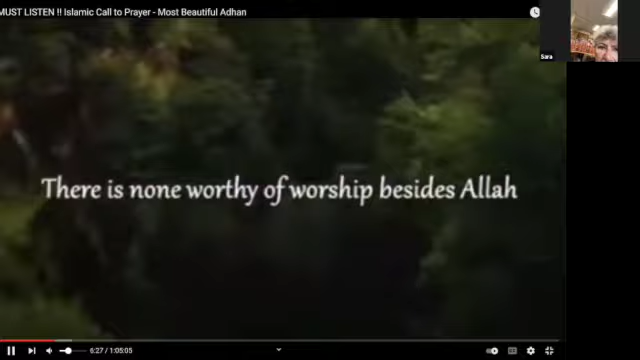 MUST LISTEN !! Islamic Call to Prayer - Most Beautiful Adhan
Sara
There is none worthy of worship besides Allah
6:27 / 1:05:05